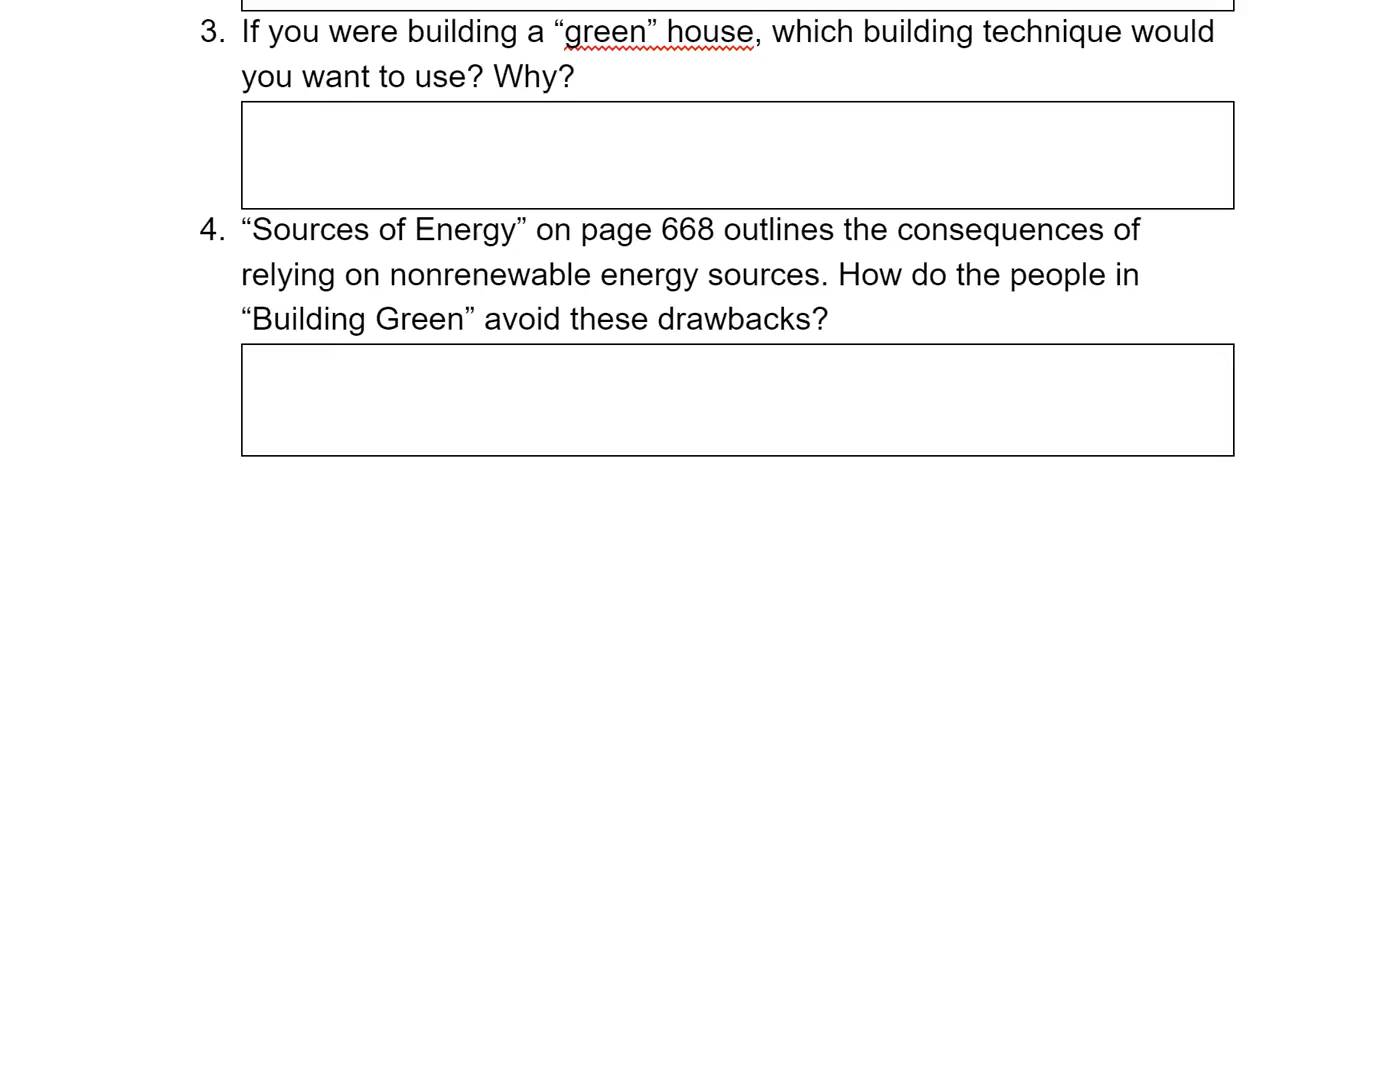 3. If you were building a “green” house, which building technique would
you want to use? Why?
4. “Sources of Energy” on page 668 outlines the consequences of
relying on nonrenewable energy sources. How do the people in
“Building Green” avoid these drawbacks?